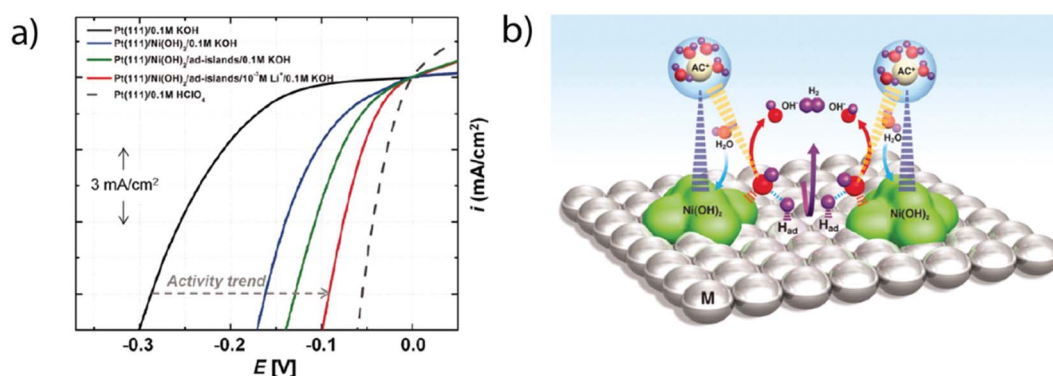 a)
Pt(111)/0.1M KOH
Pt(111)/Ni(OH)2/0.1M KOH
Pt(111)/Ni(OH)2/ad-islands/0.1M KOH
Pt(111)/Ni(OH)2/ad-islands/10⁻³M Li⁺/0.1M KOH
Pt(111)/0.1M HClO4
3 mA/cm²
Activity trend
i (mA/cm²)
-0.3 -0.2 -0.1 0.0
E [V]
b)
AC⁺ AC⁺
H2
OH⁻ OH⁻
H2O H2O
Ni(OH)2 Ni(OH)2
Had Had
M